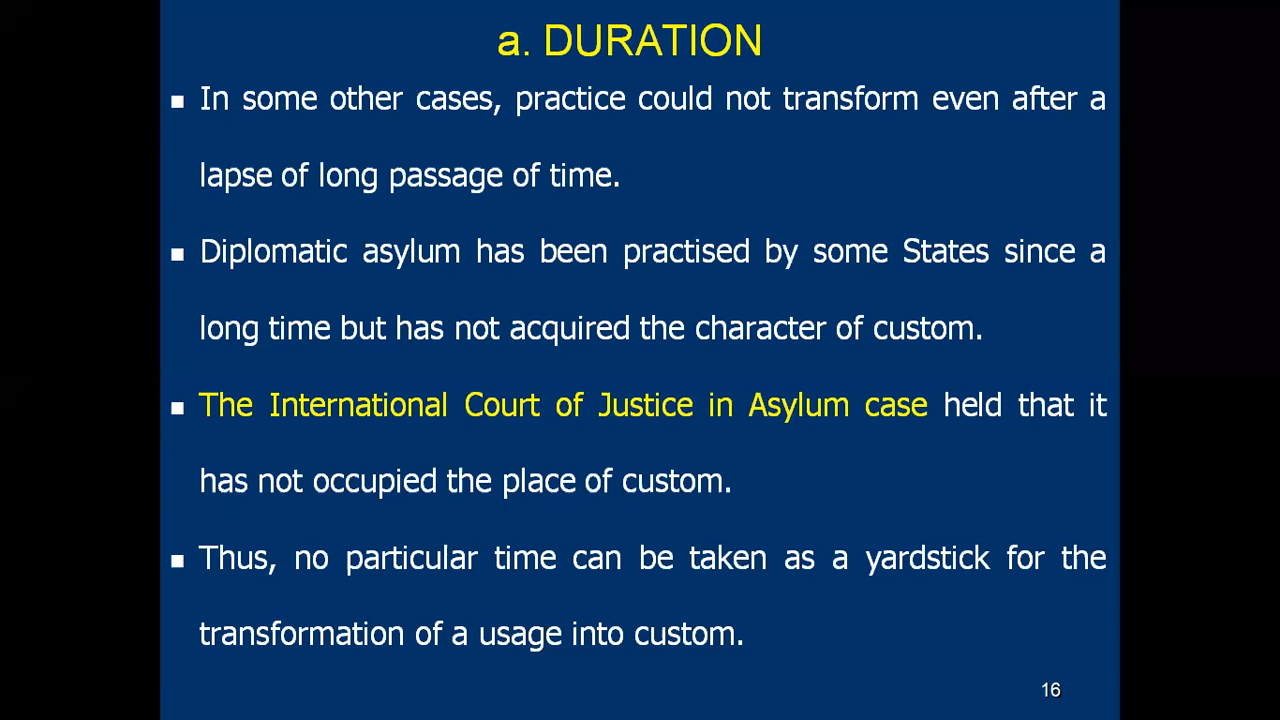 a. DURATION
▪ In some other cases, practice could not transform even after a
lapse of long passage of time.
▪ Diplomatic asylum has been practised by some States since a
long time but has not acquired the character of custom.
▪ The International Court of Justice in Asylum case held that it
has not occupied the place of custom.
▪ Thus, no particular time can be taken as a yardstick for the
transformation of a usage into custom.
16